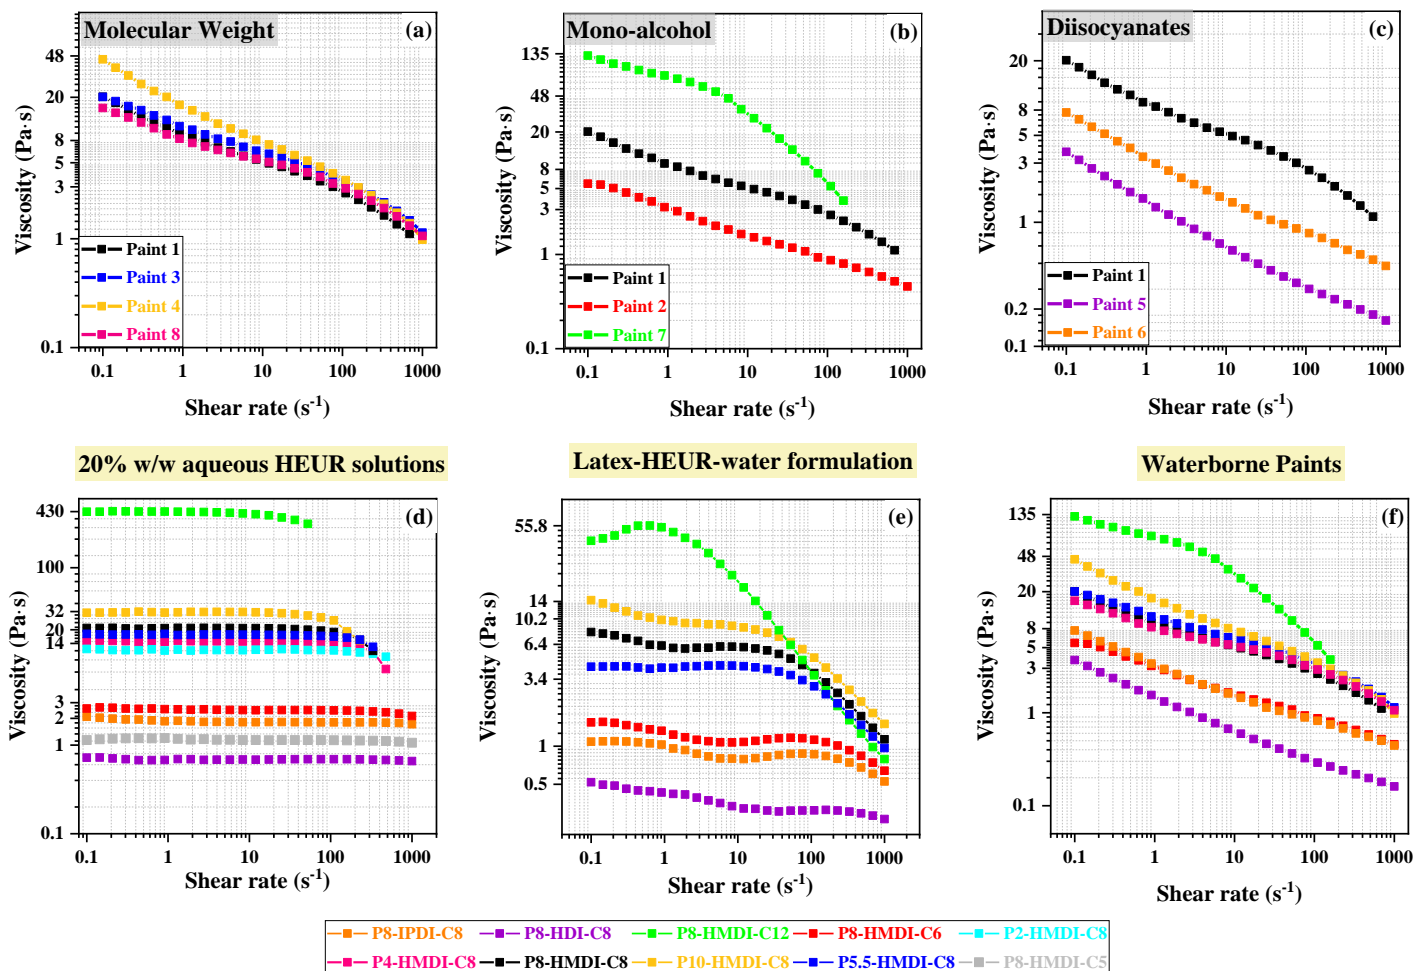 Molecular Weight (a)
48
20
8
5
3
1
0.1
Viscosity (Pa·s)
Paint 1
Paint 3
Paint 4
Paint 8
0.1 1 10 100 1000
Shear rate (s-1)
Mono-alcohol (b)
135
48
20
8
5
3
1
0.1
Viscosity (Pa·s)
Paint 1
Paint 2
Paint 7
0.1 1 10 100 1000
Shear rate (s-1)
Diisocyanates (c)
20
8
5
3
1
0.2
0.1
Viscosity (Pa·s)
Paint 1
Paint 5
Paint 6
0.1 1 10 100 1000
Shear rate (s-1)
20% w/w aqueous HEUR solutions
(d)
430
100
32
20
14
3
2
1
0.1
Viscosity (Pa·s)
0.1 1 10 100 1000
Shear rate (s-1)
Latex-HEUR-water formulation
(e)
55.8
14
10.2
6.4
3.4
1
0.5
Viscosity (Pa·s)
0.1 1 10 100 1000
Shear rate (s-1)
Waterborne Paints
(f)
135
48
20
8
5
3
1
0.1
Viscosity (Pa·s)
0.1 1 10 100 1000
Shear rate (s-1)
P8-IPDI-C8 P8-HDI-C8 P8-HMDI-C12 P8-HMDI-C6 P2-HMDI-C8
P4-HMDI-C8 P8-HMDI-C8 P10-HMDI-C8 P5.5-HMDI-C8 P8-HMDI-C5